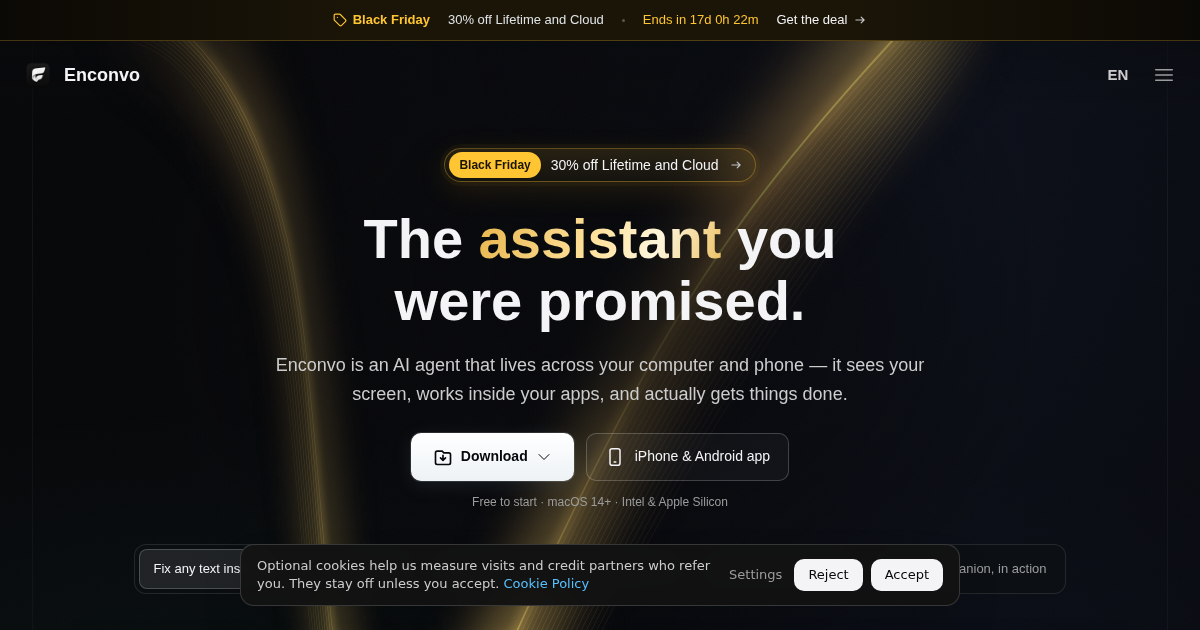 Black Friday 30% off Lifetime and Cloud • Ends in 17d 0h 22m Get the deal →
Enconvo
EN
Black Friday 30% off Lifetime and Cloud →
The assistant you
were promised.
Enconvo is an AI agent that lives across your computer and phone — it sees your
screen, works inside your apps, and actually gets things done.
Download
iPhone & Android app
Free to start · macOS 14+ · Intel & Apple Silicon
Fix any text
Optional cookies help us measure visits and credit partners who refer
you. They stay off unless you accept. Cookie Policy
Settings
Reject
Accept
in action